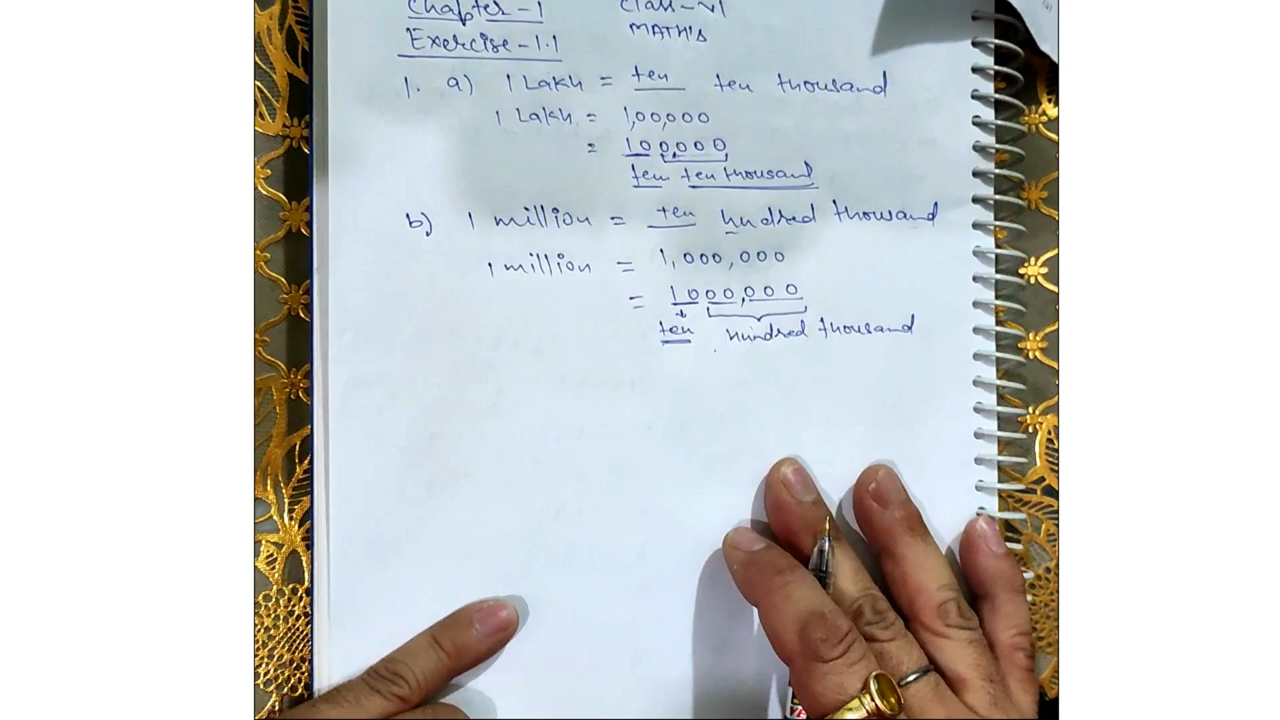 Chapter - 1 Class - VI
Exercise - 1.1 MATH'S
1. a) 1 Lakh = ten ten thousand
1 Lakh = 1,00,000
= 100,000
ten ten thousand
b) 1 million = ten hundred thousand
1 million = 1,000,000
= 1000,000
ten hundred thousand